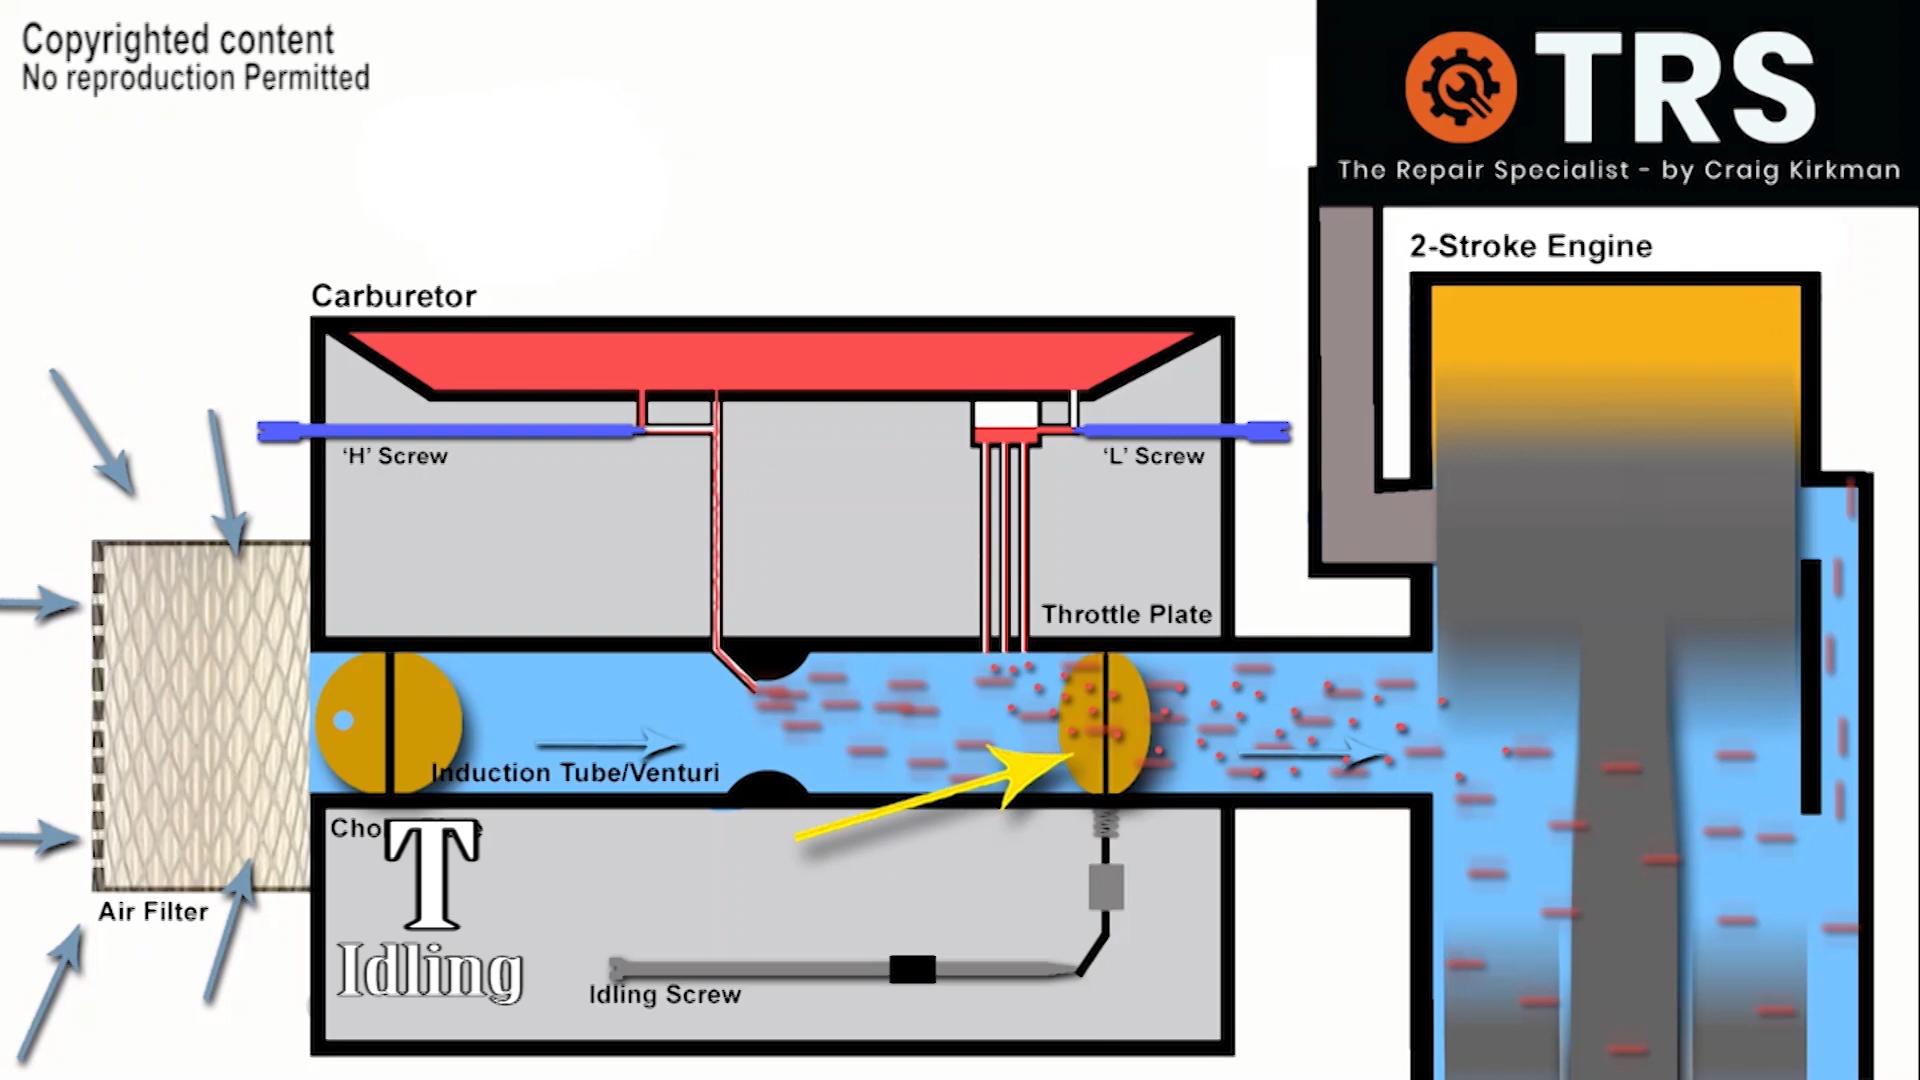 Copyrighted content
No reproduction Permitted
TRS
The Repair Specialist - by Craig Kirkman
2-Stroke Engine
Carburetor
‘H’ Screw
‘L’ Screw
Throttle Plate
Induction Tube/Venturi
T
Idling
Air Filter
Idling Screw